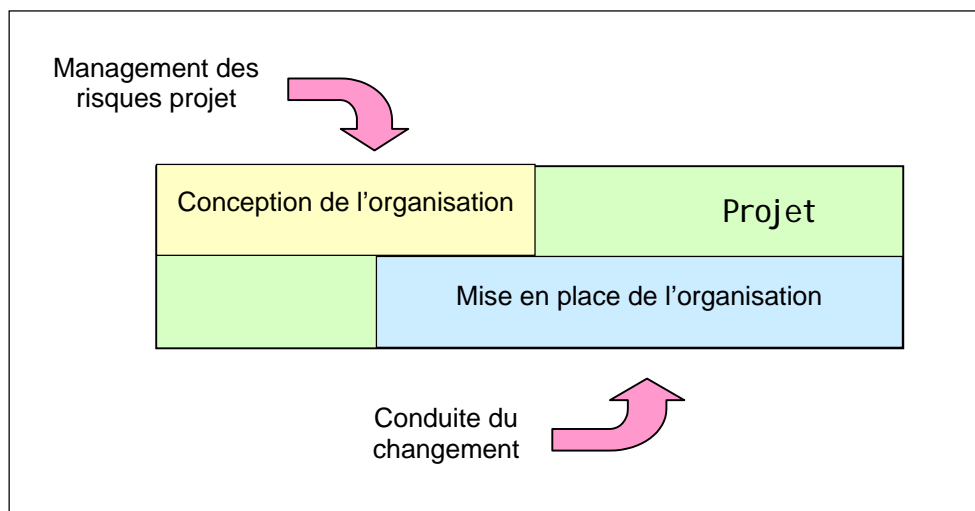 Management des
risques projet
Conception de l’organisation
Projet
Mise en place de l’organisation
Conduite du
changement